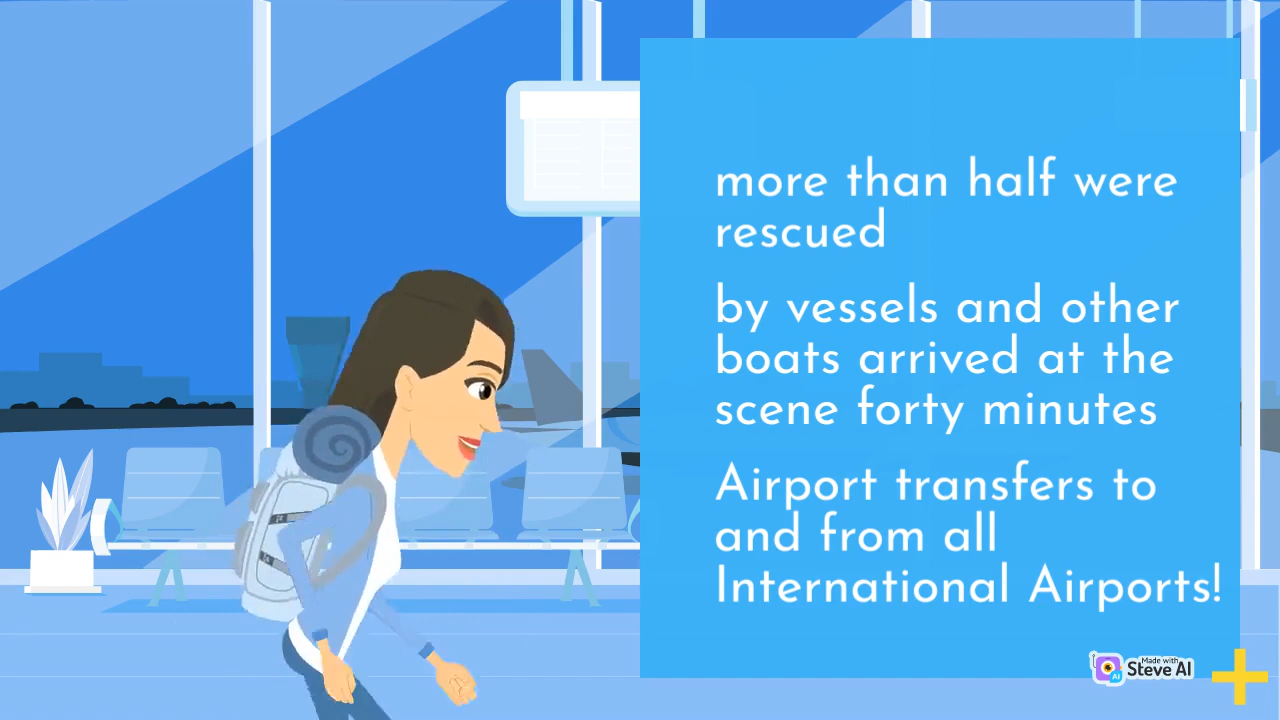 more than half were
rescued
by vessels and other
boats arrived at the
scene forty minutes
Airport transfers to
and from all
International Airports!
Made with
Steve AI
AI